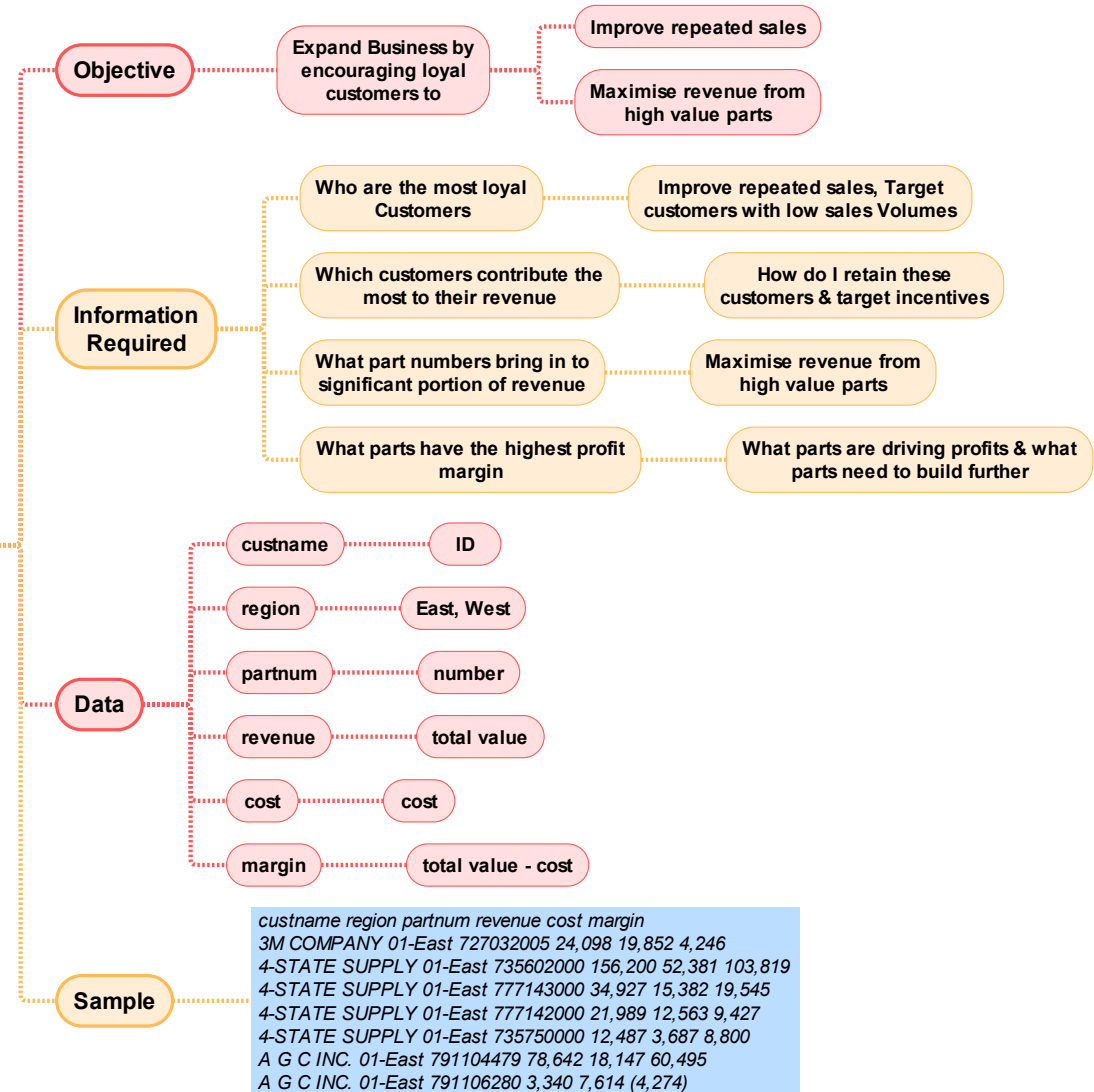 Objective
Expand Business by
encouraging loyal
customers to
Improve repeated sales
Maximise revenue from
high value parts
Information
Required
Who are the most loyal
Customers
Improve repeated sales, Target
customers with low sales Volumes
Which customers contribute the
most to their revenue
How do I retain these
customers & target incentives
What part numbers bring in to
significant portion of revenue
Maximise revenue from
high value parts
What parts have the highest profit
margin
What parts are driving profits & what
parts need to build further
Data
custname
ID
region
East, West
partnum
number
revenue
total value
cost
cost
margin
total value - cost
Sample
custname region partnum revenue cost margin
3M COMPANY 01-East 727032005 24,098 19,852 4,246
4-STATE SUPPLY 01-East 735602000 156,200 52,381 103,819
4-STATE SUPPLY 01-East 777143000 34,927 15,382 19,545
4-STATE SUPPLY 01-East 777142000 21,989 12,563 9,427
4-STATE SUPPLY 01-East 735750000 12,487 3,687 8,800
A G C INC. 01-East 791104479 78,642 18,147 60,495
A G C INC. 01-East 791106280 3,340 7,614 (4,274)